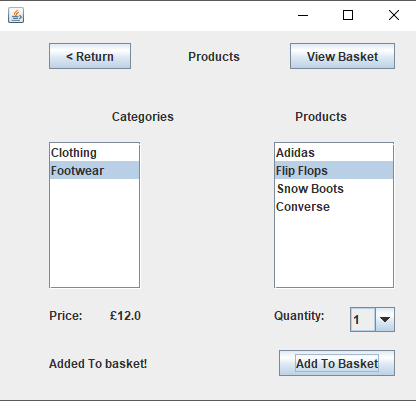 < Return Products View Basket
Categories Products
Clothing
Footwear
Adidas
Flip Flops
Snow Boots
Converse
Price: £12.0 Quantity: 1
Added To basket! Add To Basket